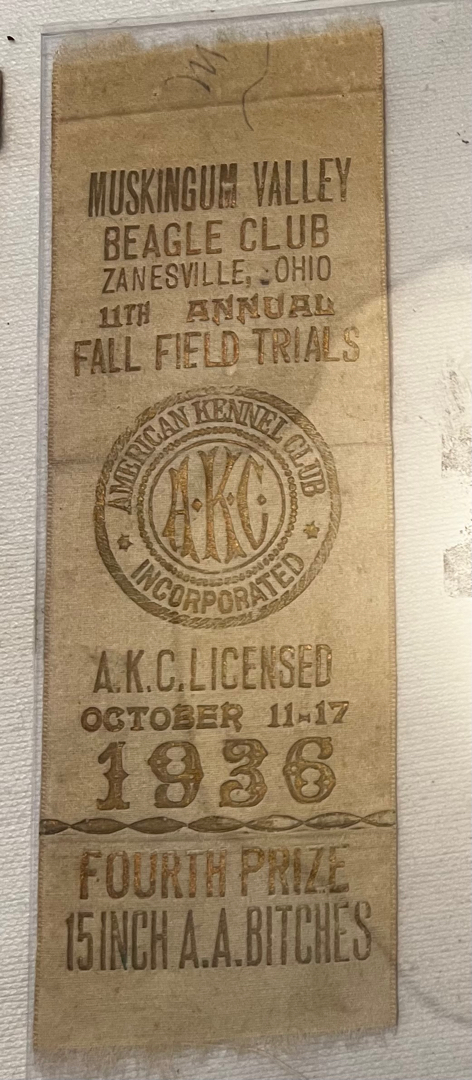 MUSKINGUM VALLEY
BEAGLE CLUB
ZANESVILLE, OHIO
11TH ANNUAL
FALL FIELD TRIALS
AMERICAN KENNEL CLUB
A·K·C·
INCORPORATED
A.K.C. LICENSED
OCTOBER 11-17
1936
FOURTH PRIZE
15 INCH A.A. BITCHES